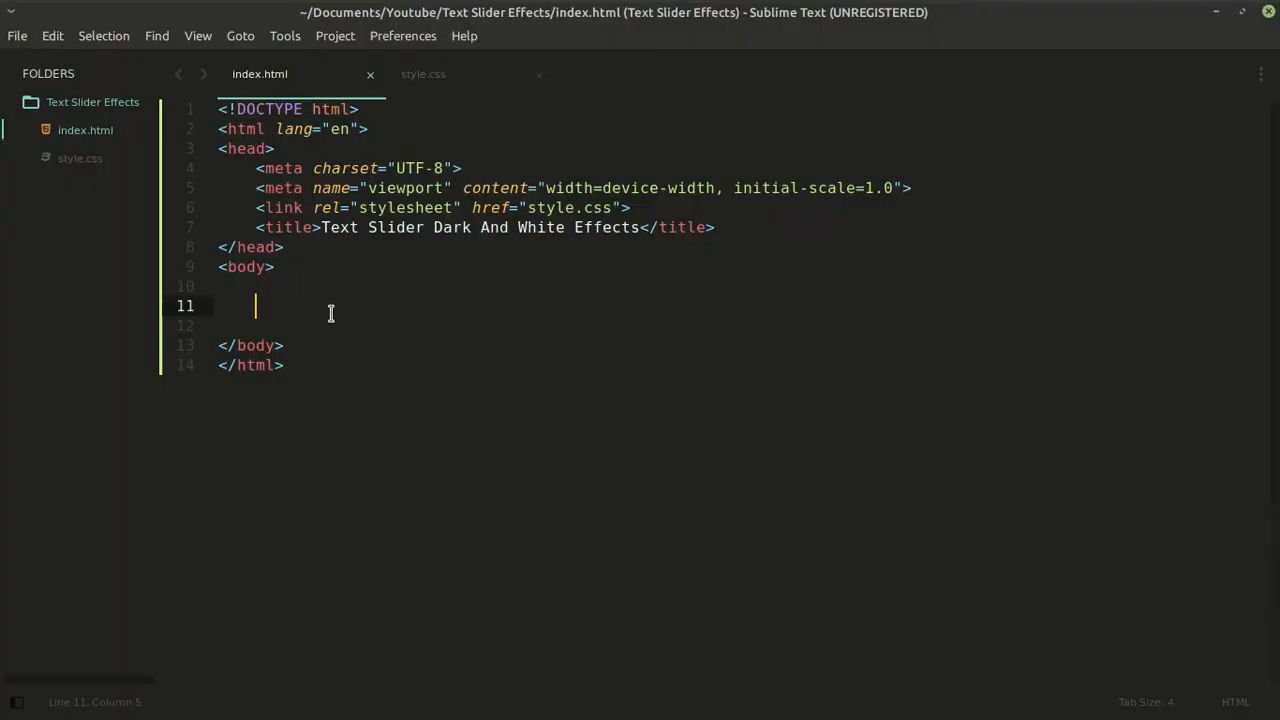 ~/Documents/Youtube/Text Slider Effects/index.html (Text Slider Effects) - Sublime Text (UNREGISTERED)
File Edit Selection Find View Goto Tools Project Preferences Help
FOLDERS
Text Slider Effects
index.html
style.css
index.html style.css
1 <!DOCTYPE html>
2 <html lang="en">
3 <head>
4     <meta charset="UTF-8">
5     <meta name="viewport" content="width=device-width, initial-scale=1.0">
6     <link rel="stylesheet" href="style.css">
7     <title>Text Slider Dark And White Effects</title>
8 </head>
9 <body>
10
11
12
13 </body>
14 </html>
Line 11, Column 5 Tab Size: 4 HTML